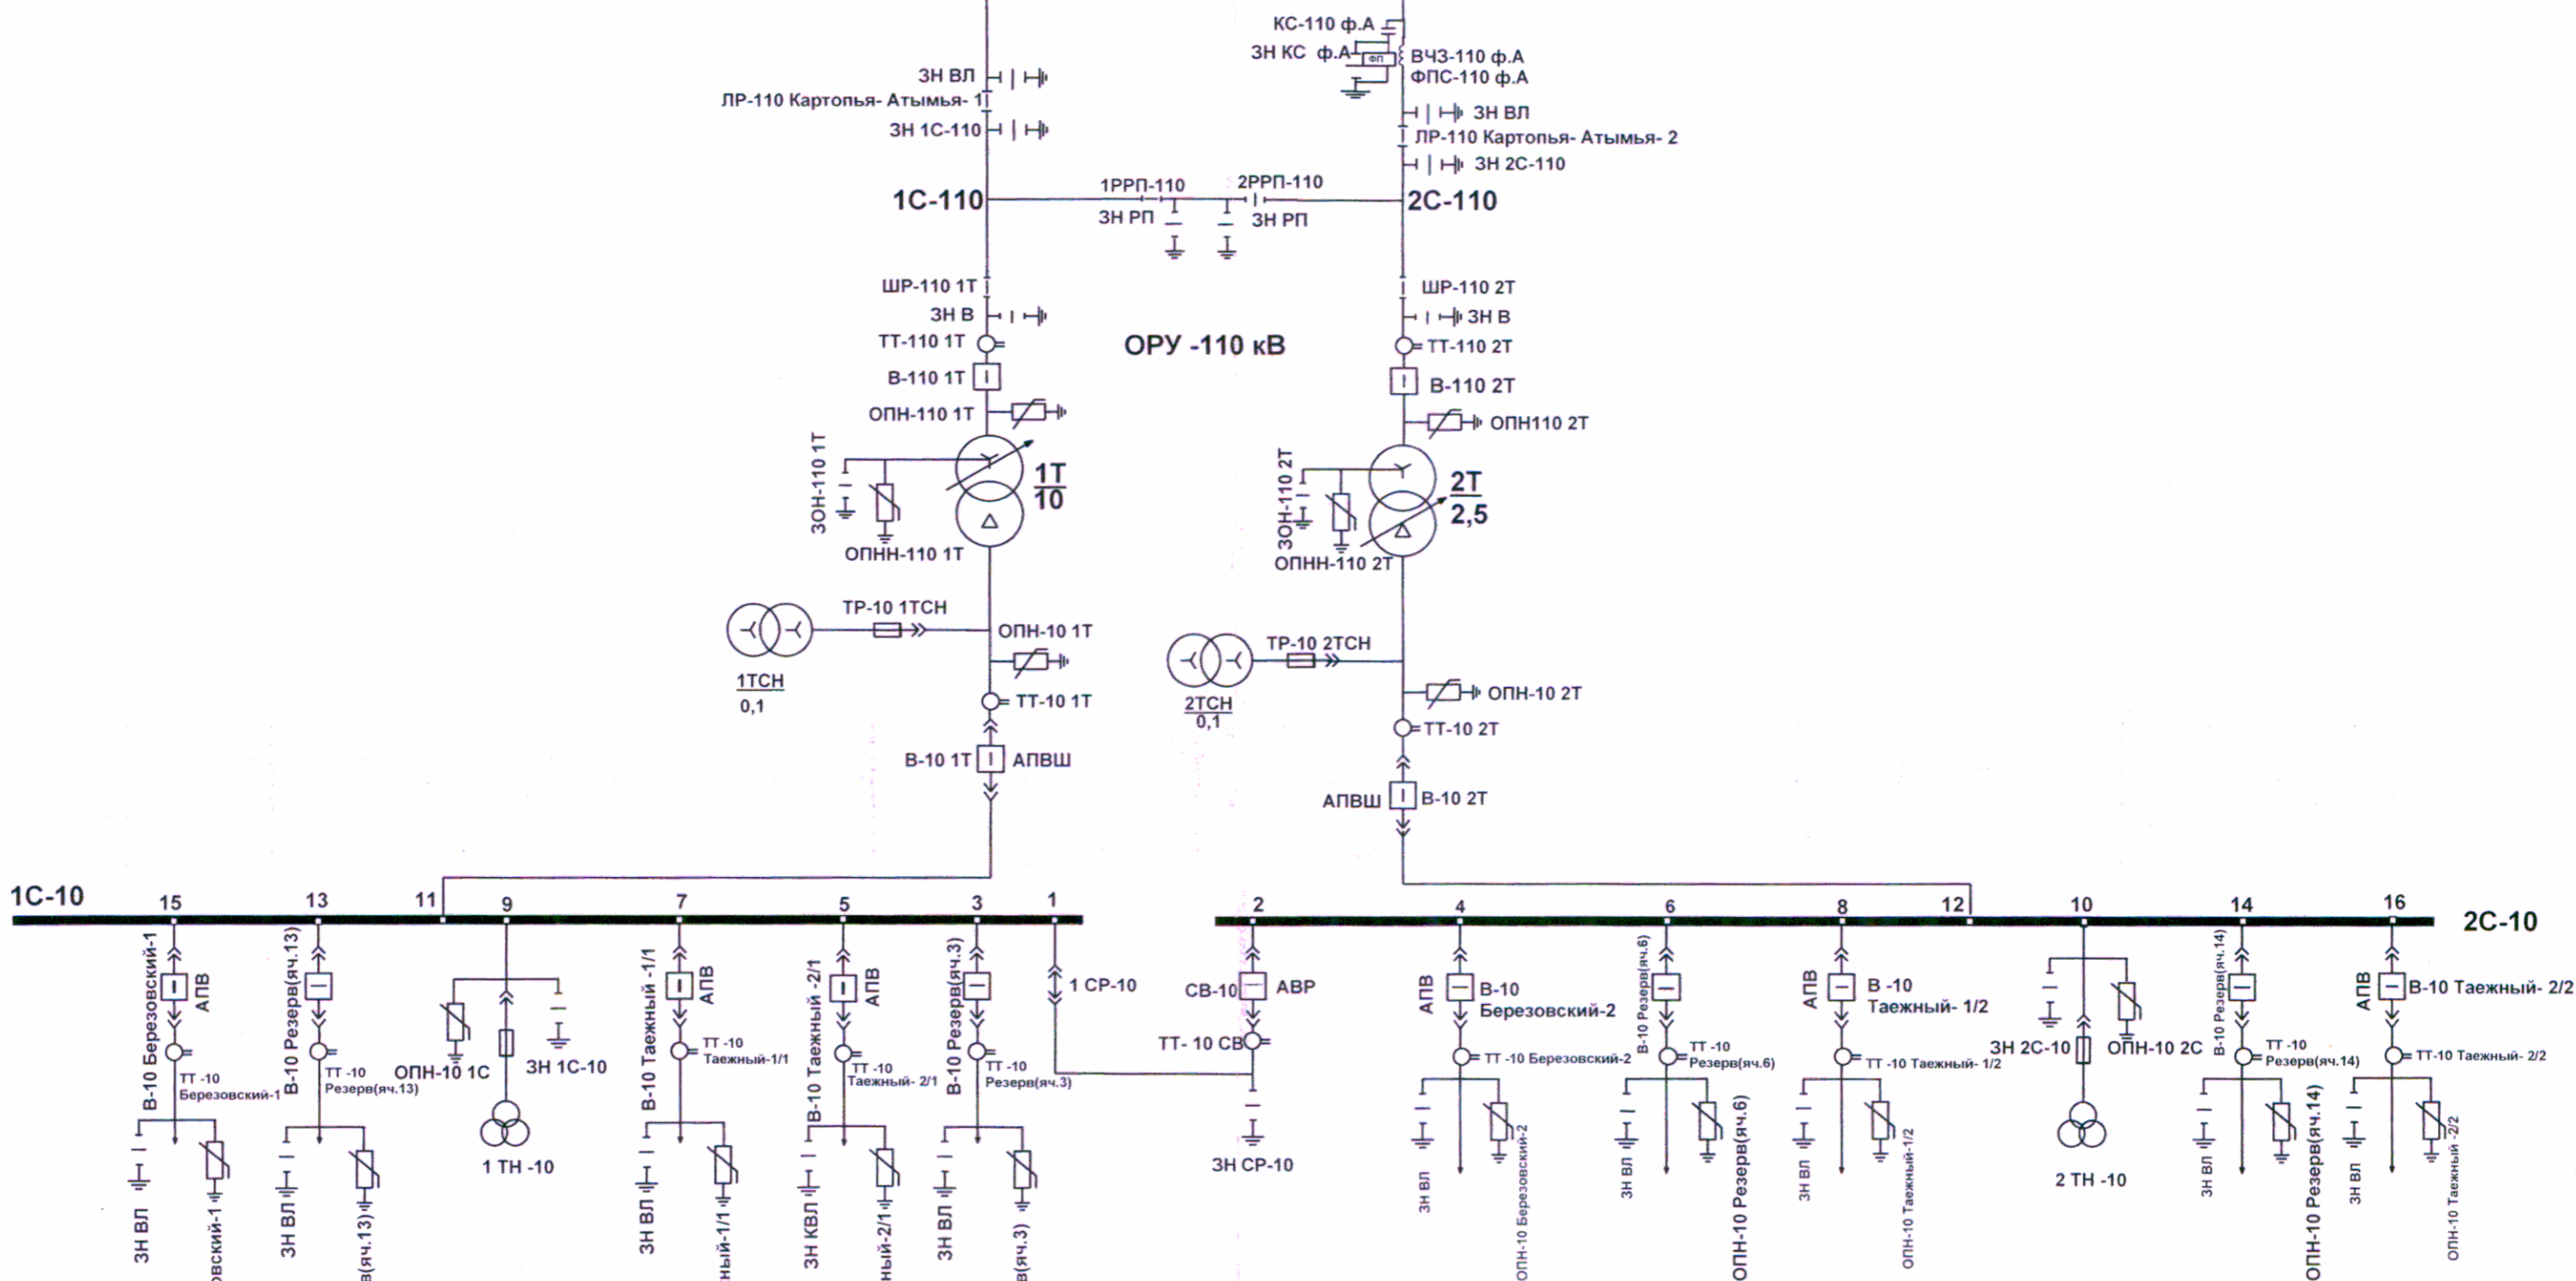 КС-110 ф.А
ЗН КС ф.А
ФП
ВЧЗ-110 ф.А
ФПС-110 ф.А
ЗН ВЛ
ЛР-110 Картопья- Атымья- 1
ЗН 1С-110
ЗН ВЛ
ЛР-110 Картопья- Атымья- 2
ЗН 2С-110
1С-110
1РРП-110
2РРП-110
2С-110
ЗН РП
ЗН РП
ШР-110 1Т
ШР-110 2Т
ЗН В
ЗН В
ТТ-110 1Т
ОРУ -110 кВ
ТТ-110 2Т
В-110 1Т
В-110 2Т
ОПН-110 1Т
ОПН110 2Т
ЗОН-110 1Т
1Т
10
ЗОН-110 2Т
2Т
2,5
ОПНН-110 1Т
ОПНН-110 2Т
ТР-10 1ТСН
ОПН-10 1Т
ТР-10 2ТСН
1ТСН
0,1
ТТ-10 1Т
2ТСН
0,1
ОПН-10 2Т
ТТ-10 2Т
В-10 1Т
АПВШ
АПВШ
В-10 2Т
1С-10
15
13
11
9
7
5
3
1
2
4
6
8
12
10
14
16
2С-10
В-10 Березовский-1
АПВ
В-10 Резерв(яч.13)
В-10 Таежный -1/1
АПВ
В-10 Таежный -2/1
АПВ
В-10 Резерв(яч.3)
1 СР-10
СВ-10
АВР
АПВ
В-10
Березовский-2
В-10 Резерв(яч.6)
АПВ
В -10
Таежный- 1/2
В-10 Резерв(яч.14)
АПВ
В-10 Таежный- 2/2
ТТ -10
Березовский-1
ТТ -10
Резерв(яч.13)
ОПН-10 1С
ЗН 1С-10
ТТ -10
Таежный-1/1
ТТ -10
Таежный- 2/1
ТТ -10
Резерв(яч.3)
ТТ- 10 СВ
ТТ -10 Березовский-2
ТТ -10
Резерв(яч.6)
ТТ -10 Таежный- 1/2
ЗН 2С-10
ОПН-10 2С
ТТ -10
Резерв(яч.14)
ТТ-10 Таежный- 2/2
1 ТН -10
ЗН СР-10
2 ТН -10
ЗН ВЛ
овский-1
ЗН ВЛ
в(яч.13)
ЗН ВЛ
ный-1/1
ЗН КВЛ
ный-2/1
ЗН ВЛ
в(яч.3)
ЗН ВЛ
ОПН-10 Березовский-2
ЗН ВЛ
ОПН-10 Резерв(яч.6)
ЗН ВЛ
ОПН-10 Таежный-1/2
ЗН ВЛ
ОПН-10 Резерв(яч.14)
ЗН ВЛ
ОПН-10 Таежный -2/2